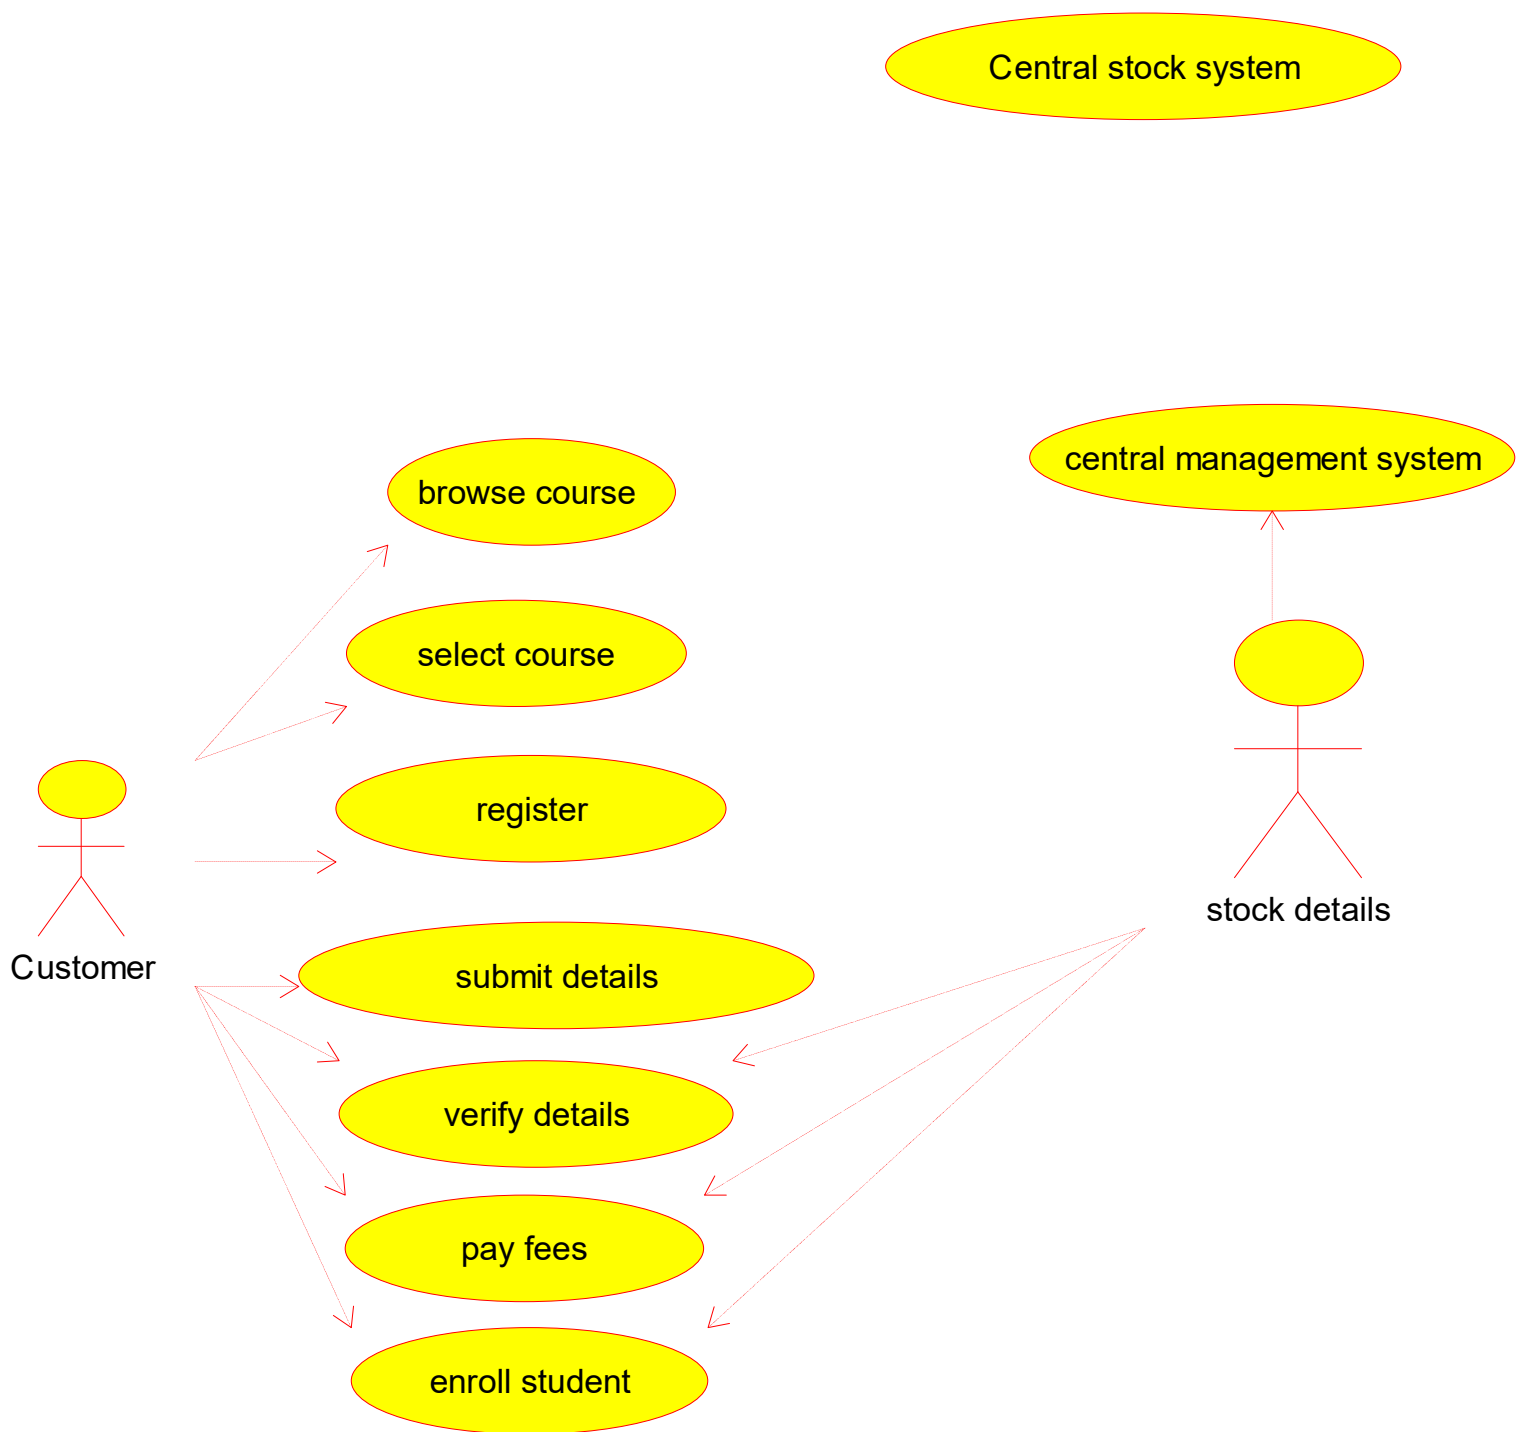 Central stock system
central management system
browse course
select course
register
stock details
Customer
submit details
verify details
pay fees
enroll student